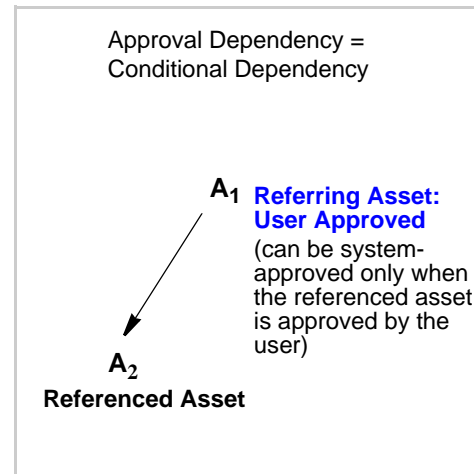 Approval Dependency =
Conditional Dependency
A1 Referring Asset:
User Approved
(can be system-
approved only when
the referenced asset
is approved by the
user)
A2
Referenced Asset